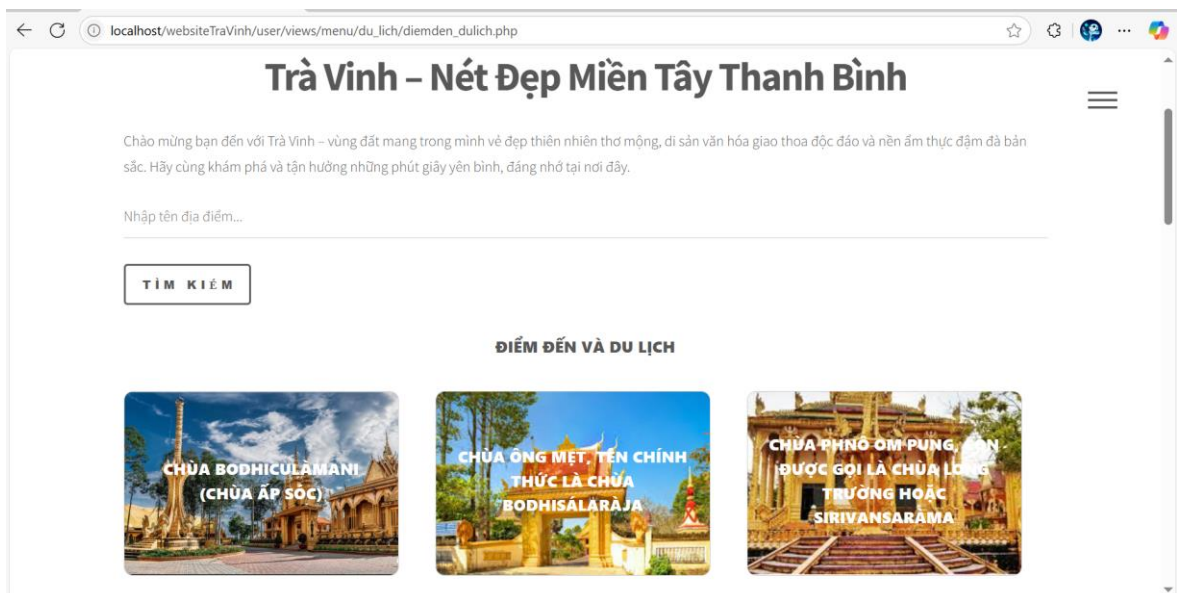 localhost/websiteTraVinh/user/views/menu/du_lich/diemden_dulich.php
Trà Vinh – Nét Đẹp Miền Tây Thanh Bình
Chào mừng bạn đến với Trà Vinh – vùng đất mang trong mình vẻ đẹp thiên nhiên thơ mộng, di sản văn hóa giao thoa độc đáo và nền ẩm thực đậm đà bản
sắc. Hãy cùng khám phá và tận hưởng những phút giây yên bình, đáng nhớ tại nơi đây.
Nhập tên địa điểm...
TÌM KIẾM
ĐIỂM ĐẾN VÀ DU LỊCH
CHÙA BODHICULÀMANI
(CHÙA ẤP SÓC)
CHÙA ÔNG MẸT, TÊN CHÍNH
THỨC LÀ CHÙA
BODHISÁLARÀJA
CHÙA PHNÔ OM PUNG, CÒN
ĐƯỢC GỌI LÀ CHÙA LONG
TRƯỜNG HOẶC
SIRIVANSARAMA